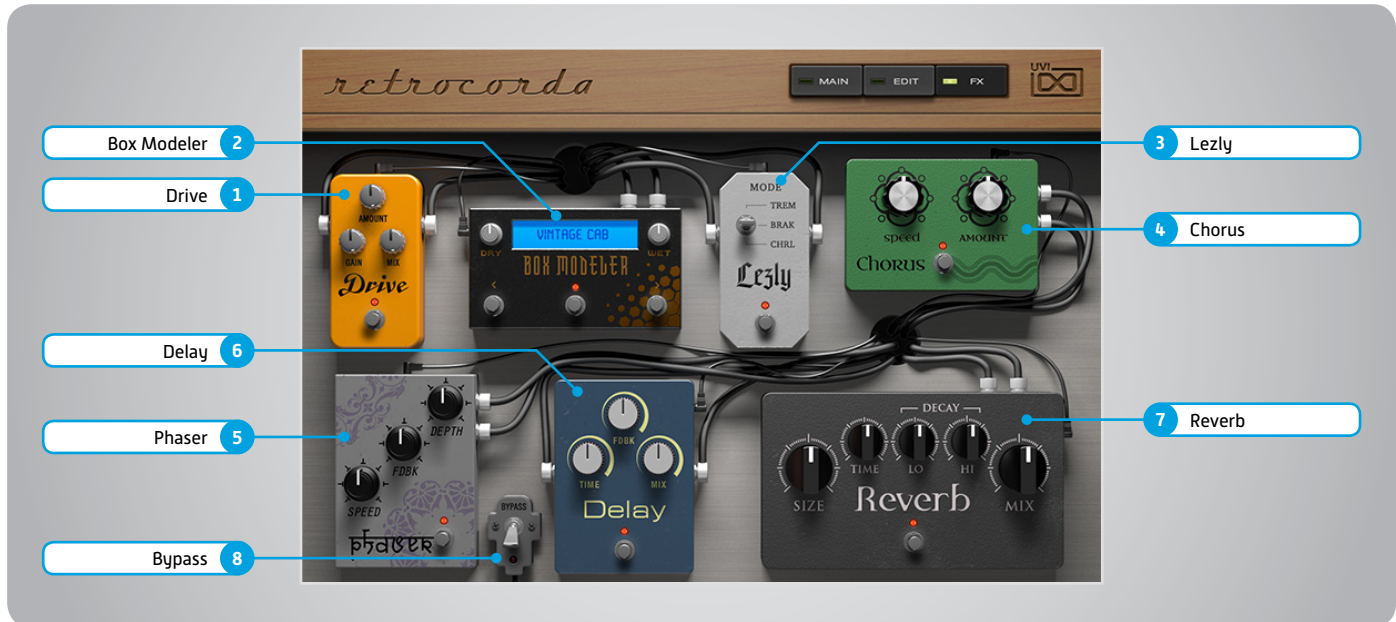 retrocorda
MAIN
EDIT
FX
UVI
Box Modeler 2
Drive 1
3 Lezly
4 Chorus
AMOUNT
GAIN
MIX
Drive
VINTAGE CAB
DRY
WET
BOX MODELER
<
>
MODE
TREM
BRAK
CHRL
Lezly
speed
AMOUNT
Chorus
Delay 6
Phaser 5
Bypass 8
7 Reverb
DEPTH
FDBK
SPEED
phaser
BYPASS
FDBK
TIME
MIX
Delay
DECAY
TIME
LO
HI
SIZE
MIX
Reverb